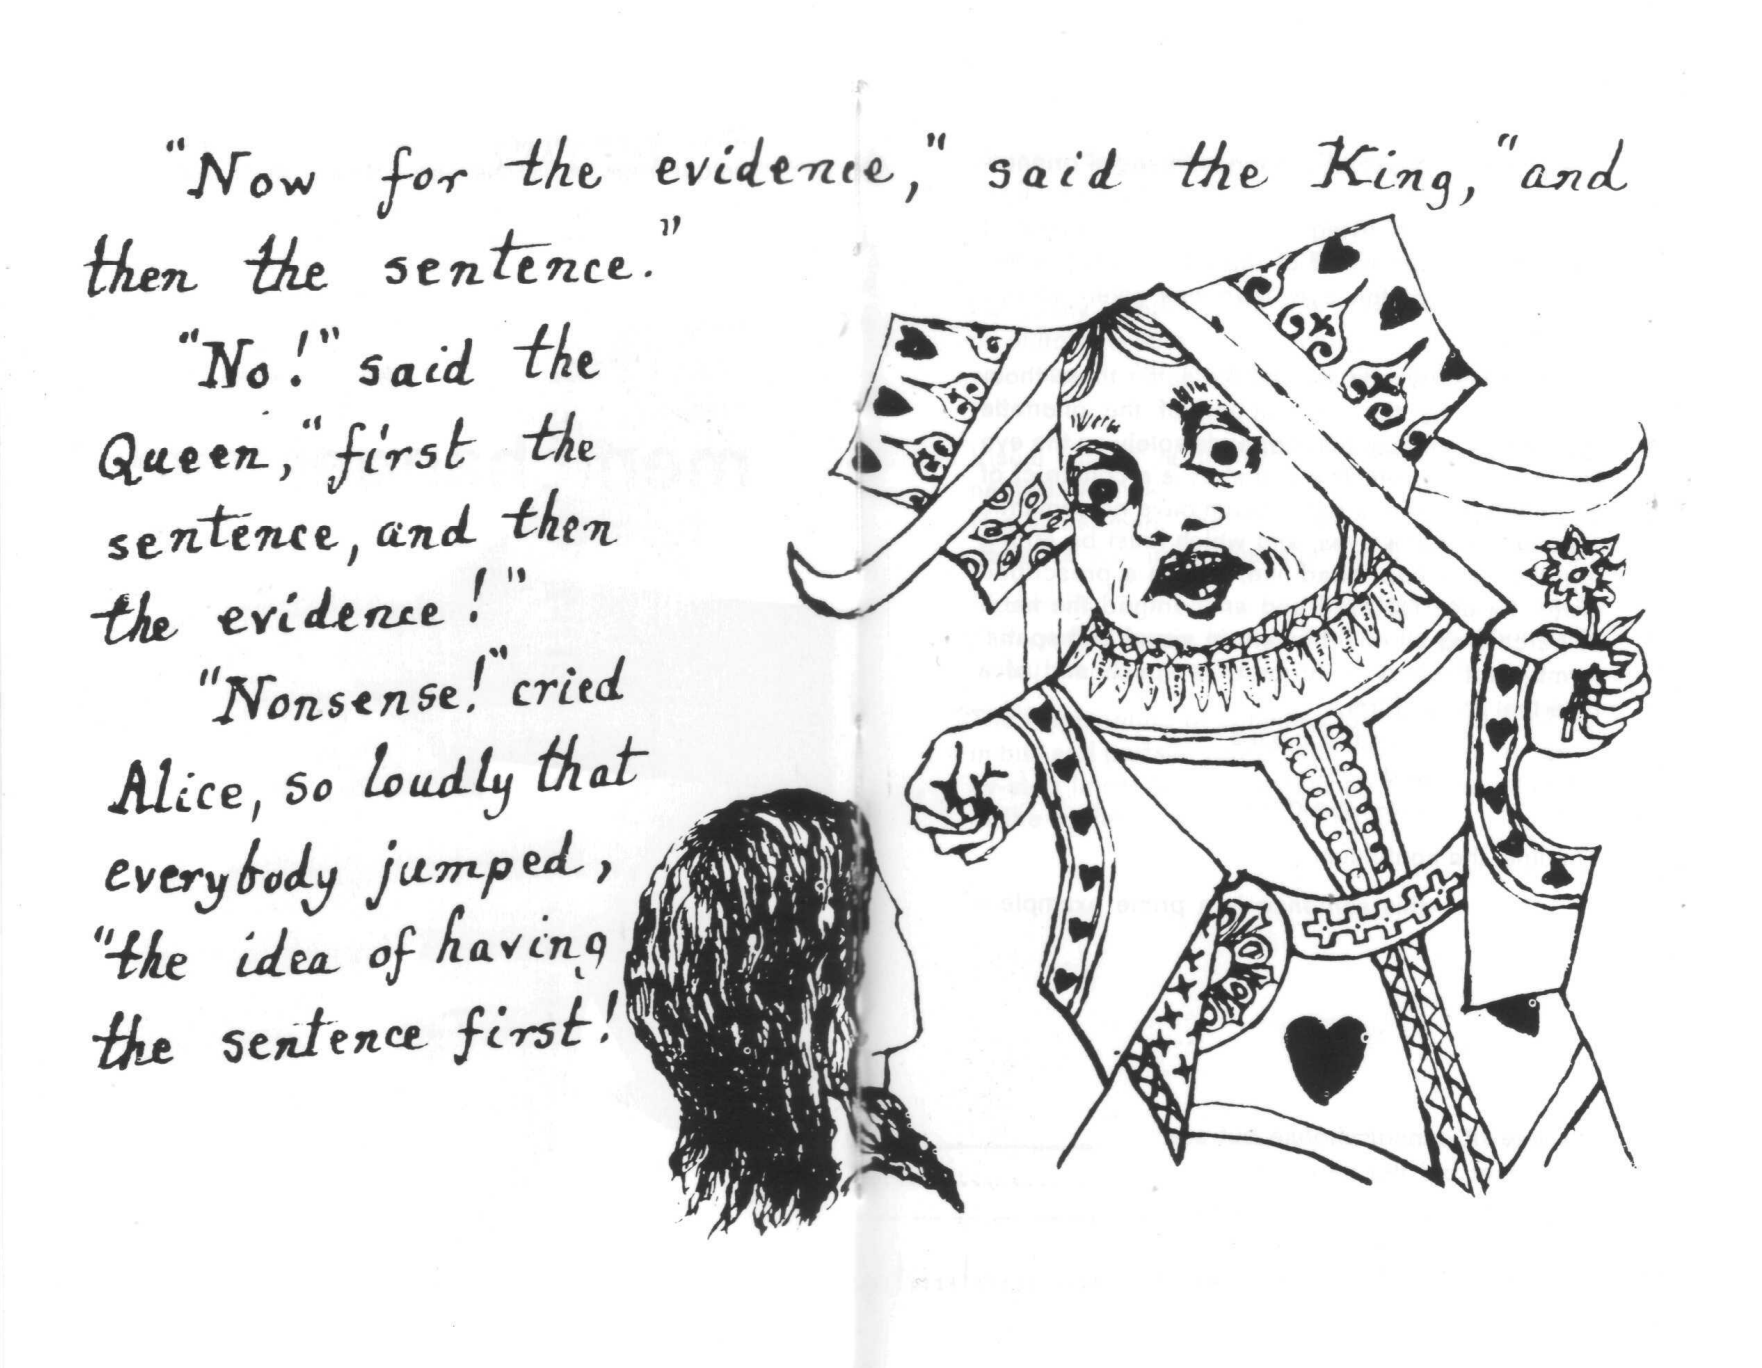 "Now for the evidence," said the King, "and
then the sentence."
"No!" said the
Queen, "first the
sentence, and then
the evidence!"
"Nonsense!" cried
Alice, so loudly that
everybody jumped,
"the idea of having
the sentence first!